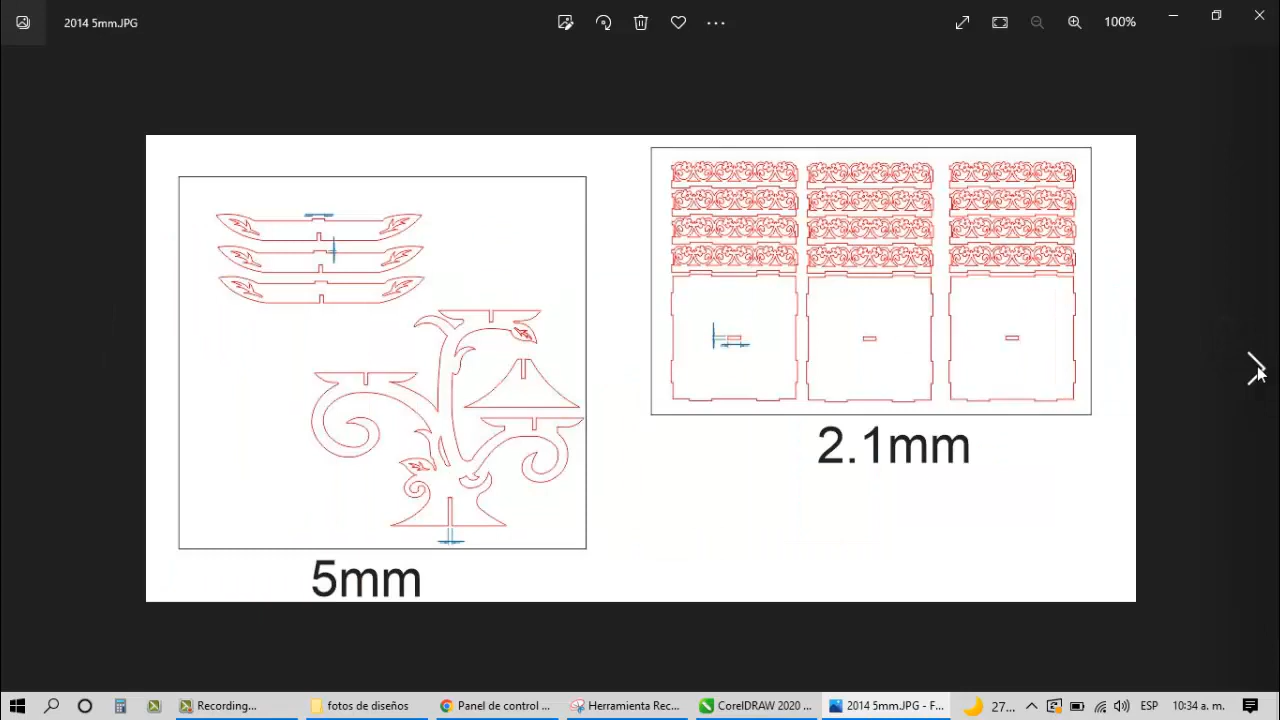 2014 5mm.JPG
100%
2.1mm
5mm
Recording...
fotos de diseños
Panel de control ...
Herramienta Rec...
CorelDRAW 2020 ...
2014 5mm.JPG - F...
27...
ESP
10:34 a. m.